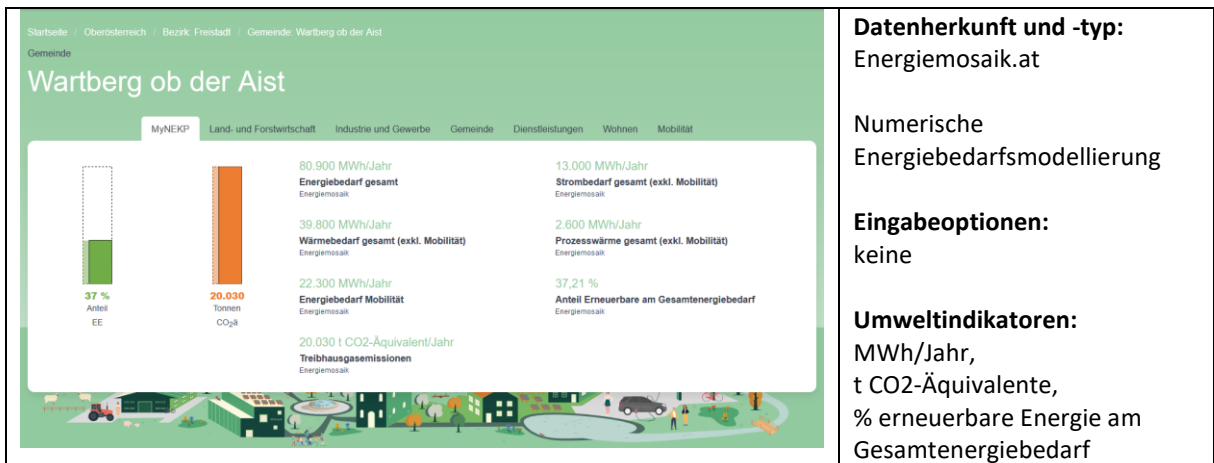 Startseite / Oberösterreich / Bezirk: Freistadt / Gemeinde: Wartberg ob der Aist
Gemeinde
Wartberg ob der Aist
MyNEKP Land- und Forstwirtschaft Industrie und Gewerbe Gemeinde Dienstleistungen Wohnen Mobilität
37 %
Anteil
EE
20.030
Tonnen
CO₂ä
80.900 MWh/Jahr
Energiebedarf gesamt
Energiemosaik
13.000 MWh/Jahr
Strombedarf gesamt (exkl. Mobilität)
Energiemosaik
39.800 MWh/Jahr
Wärmebedarf gesamt (exkl. Mobilität)
Energiemosaik
2.600 MWh/Jahr
Prozesswärme gesamt (exkl. Mobilität)
Energiemosaik
22.300 MWh/Jahr
Energiebedarf Mobilität
Energiemosaik
37,21 %
Anteil Erneuerbare am Gesamtenergiebedarf
Energiemosaik
20.030 t CO2-Äquivalent/Jahr
Treibhausgasemissionen
Energiemosaik
Datenherkunft und -typ:
Energiemosaik.at
Numerische
Energiebedarfsmodellierung
Eingabeoptionen:
keine
Umweltindikatoren:
MWh/Jahr,
t CO2-Äquivalente,
% erneuerbare Energie am
Gesamtenergiebedarf